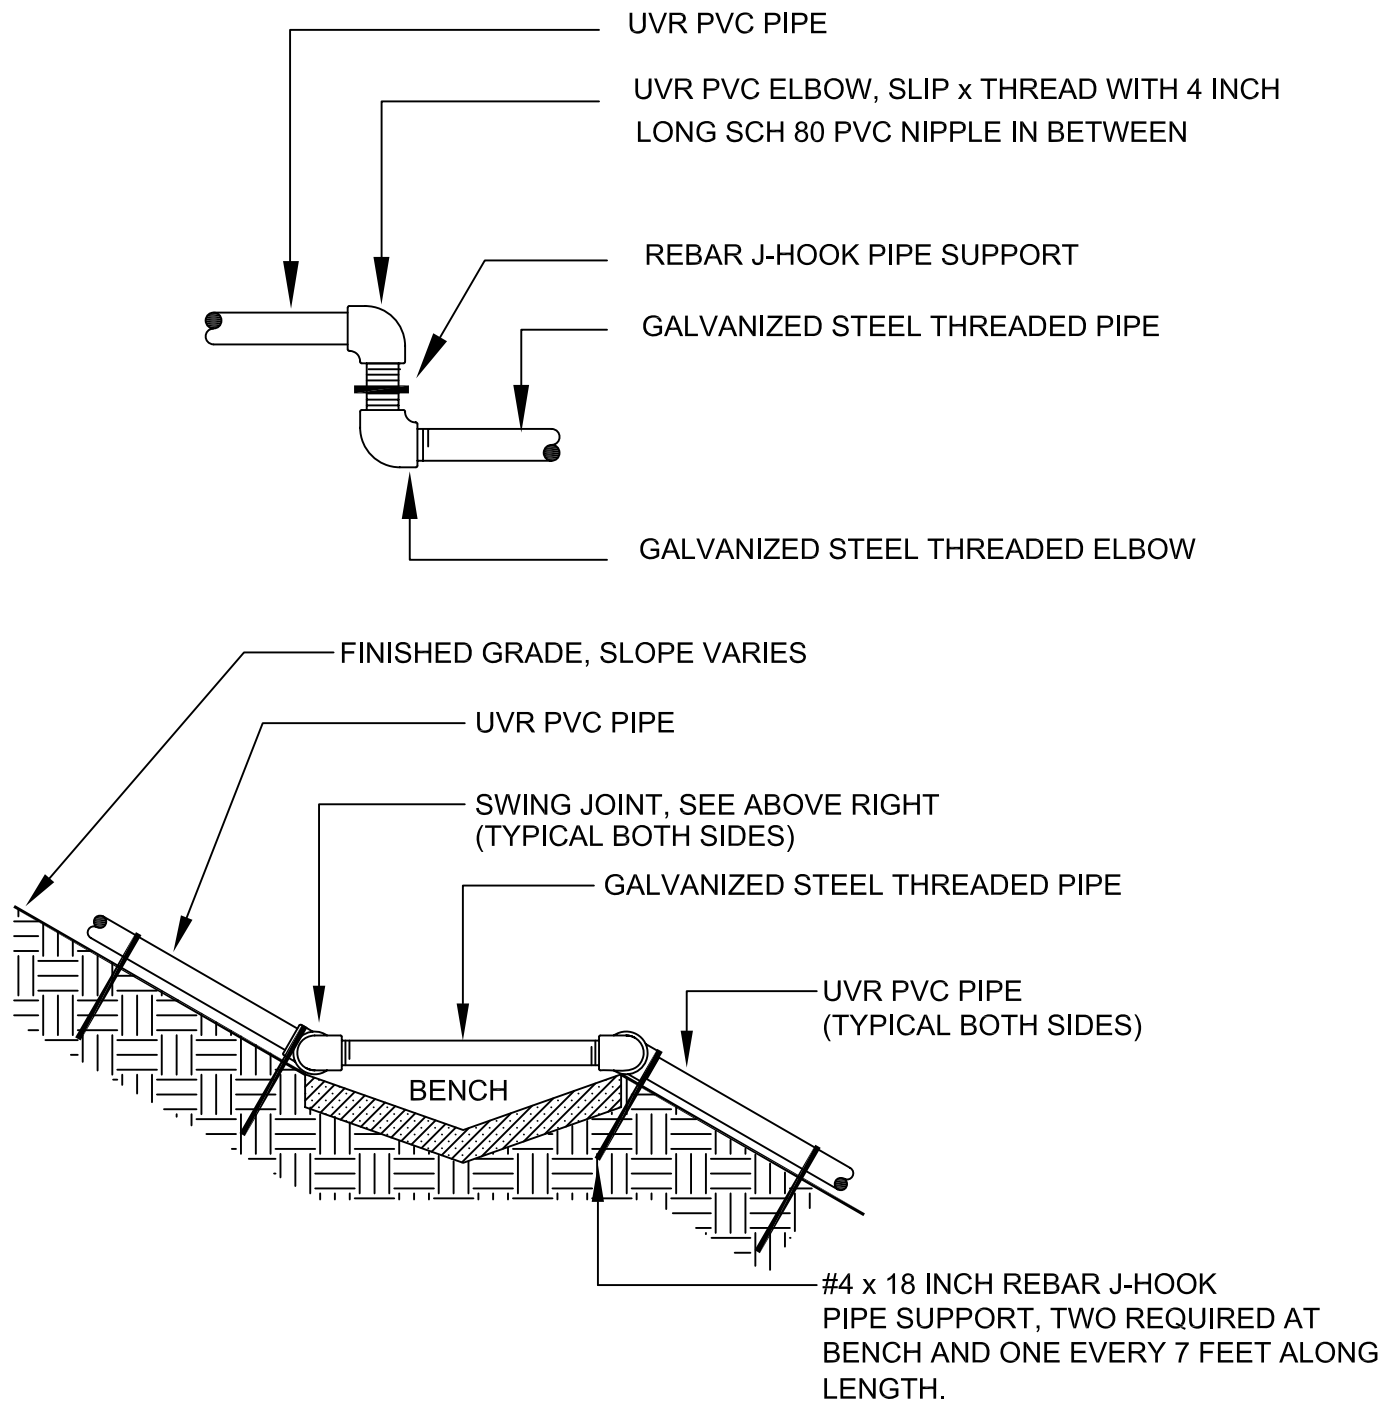 UVR PVC PIPE
UVR PVC ELBOW, SLIP x THREAD WITH 4 INCH
LONG SCH 80 PVC NIPPLE IN BETWEEN
REBAR J-HOOK PIPE SUPPORT
GALVANIZED STEEL THREADED PIPE
GALVANIZED STEEL THREADED ELBOW
FINISHED GRADE, SLOPE VARIES
UVR PVC PIPE
SWING JOINT, SEE ABOVE RIGHT
(TYPICAL BOTH SIDES)
GALVANIZED STEEL THREADED PIPE
UVR PVC PIPE
(TYPICAL BOTH SIDES)
BENCH
#4 x 18 INCH REBAR J-HOOK
PIPE SUPPORT, TWO REQUIRED AT
BENCH AND ONE EVERY 7 FEET ALONG
LENGTH.